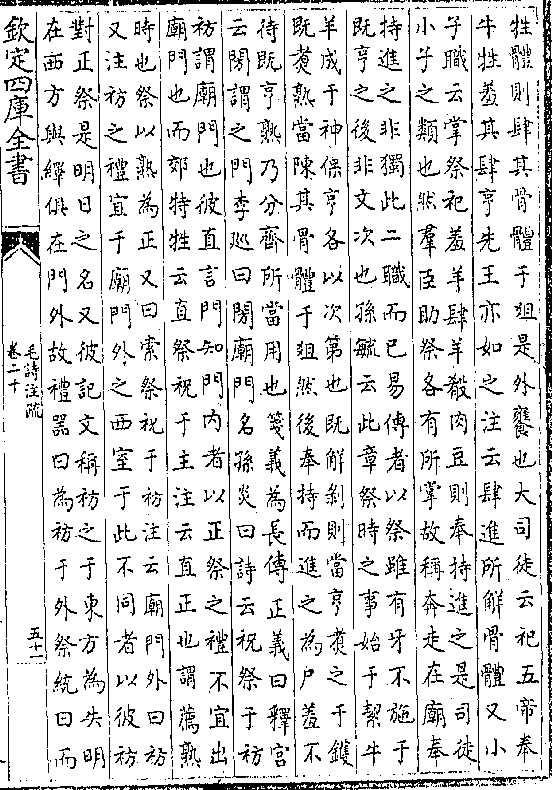 牲體則肆其骨體于俎是外饔也大司徒云祀五帝奉
牛牲羞其肆亨先王亦如之注云肆進所解骨體又小
子職云掌祭祀羞羊肆羊殽肉豆則奉持進之是司徒
小子之類也然羣臣助祭各有所掌故稱奔走在廟奉
持進之非獨此二職而已易傳者以祭雖有牙不施于
既亨之後非文次也孫毓云此章祭時之事始于絜牛
羊成于神保享各以次第也既解剝則當亨煑之于鑊
既煑熟當陳其骨體于俎然後奉持而進之為尸羞不
待既亨熟乃分齊所當用也箋義為長傳正義曰釋宮
云閍謂之門李廵曰閍廟門名孫炎曰詩云祝祭于祊
祊謂廟門也彼直言門知門內者以正祭之禮不宜出
廟門也而郊特牲云直祭祝于主注云直正也謂薦熟
時也祭以熟為正又曰索祭祝于祊注云廟門外曰祊
又注祊之禮宜于廟門外之西室于此不同者以彼祊
對正祭是明日之名又彼記文稱祊之于東方為失明
在西方與繹俱在門外故禮器曰為祊于外祭統曰而
欽定四庫全書
毛詩注疏
卷二十
五十一